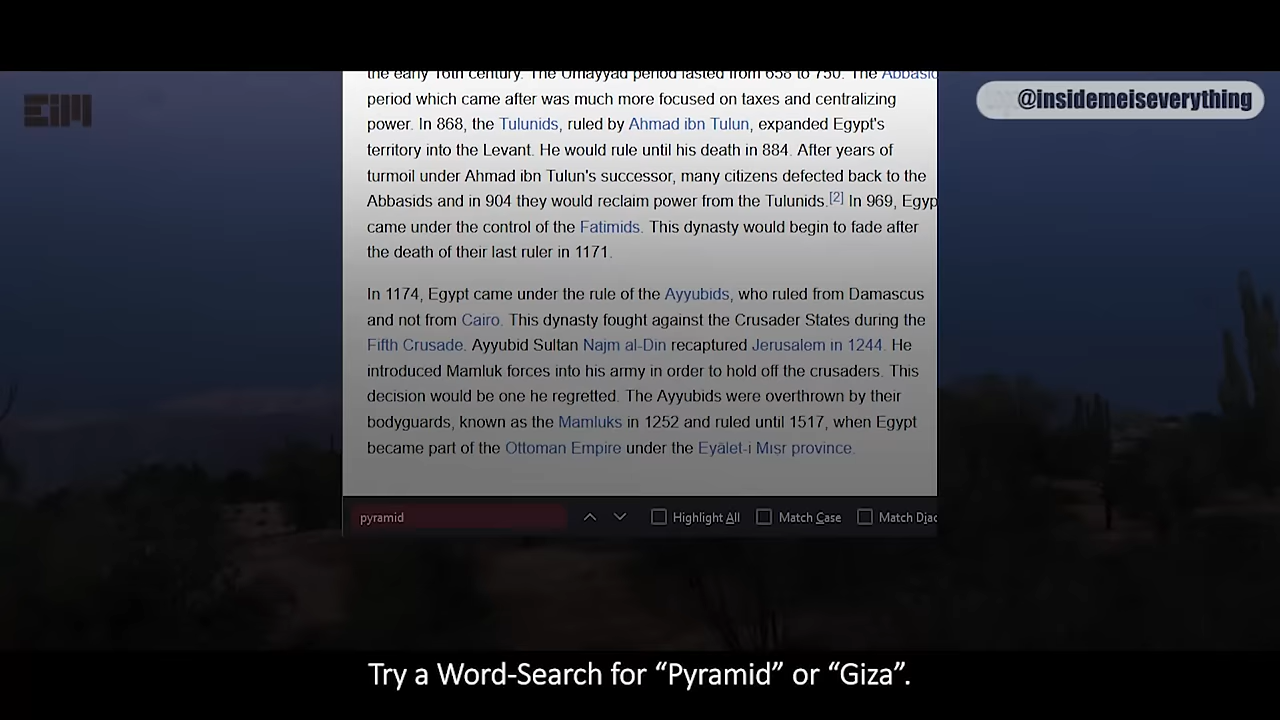 EiM
@insidemeiseverything
the early 16th century. The Umayyad period lasted from 658 to 750. The Abbasid
period which came after was much more focused on taxes and centralizing
power. In 868, the Tulunids, ruled by Ahmad ibn Tulun, expanded Egypt's
territory into the Levant. He would rule until his death in 884. After years of
turmoil under Ahmad ibn Tulun's successor, many citizens defected back to the
Abbasids and in 904 they would reclaim power from the Tulunids.[2] In 969, Egyp
came under the control of the Fatimids. This dynasty would begin to fade after
the death of their last ruler in 1171.
In 1174, Egypt came under the rule of the Ayyubids, who ruled from Damascus
and not from Cairo. This dynasty fought against the Crusader States during the
Fifth Crusade. Ayyubid Sultan Najm al-Din recaptured Jerusalem in 1244. He
introduced Mamluk forces into his army in order to hold off the crusaders. This
decision would be one he regretted. The Ayyubids were overthrown by their
bodyguards, known as the Mamluks in 1252 and ruled until 1517, when Egypt
became part of the Ottoman Empire under the Eyālet-i Mıṣr province.
pyramid Highlight All Match Case Match Diac
Try a Word-Search for “Pyramid” or “Giza”.